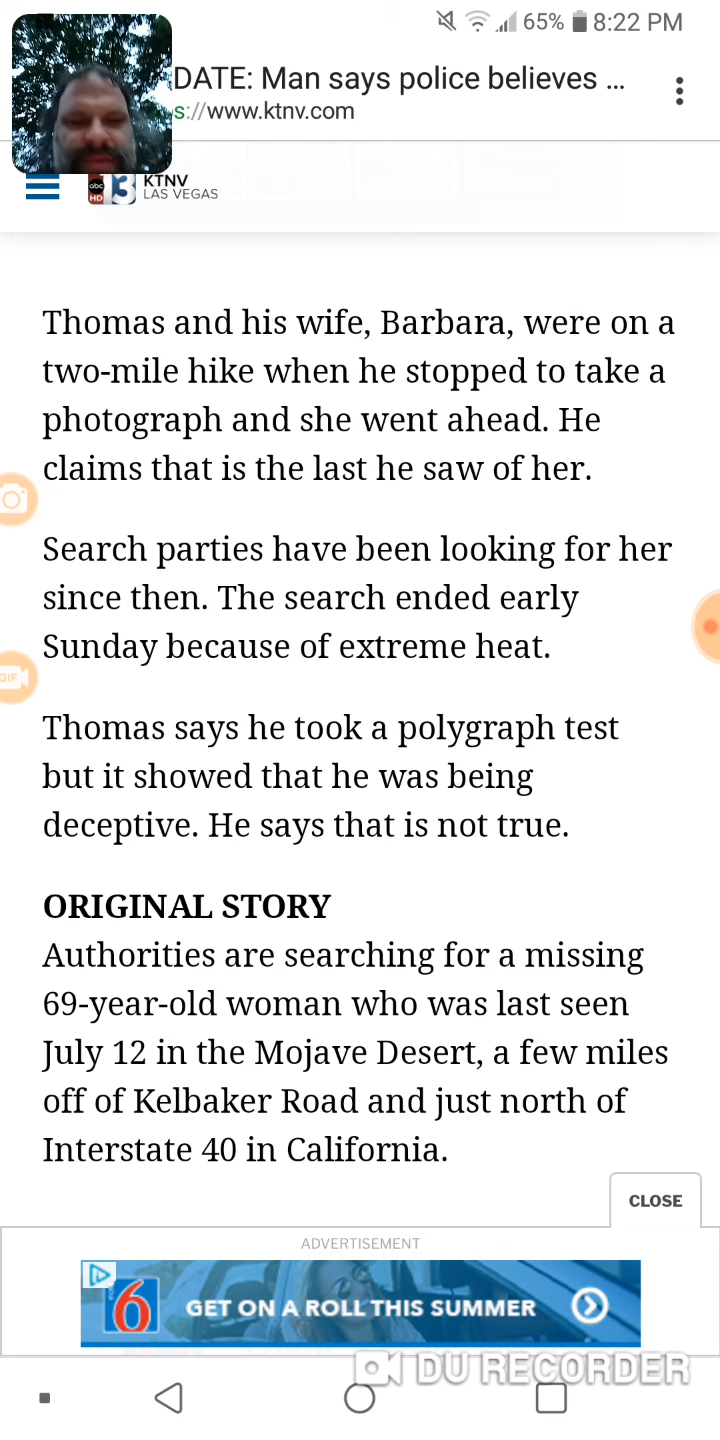 65% 8:22 PM
DATE: Man says police believes ...
s://www.ktnv.com
abc HD 13 KTNV
LAS VEGAS
Thomas and his wife, Barbara, were on a
two-mile hike when he stopped to take a
photograph and she went ahead. He
claims that is the last he saw of her.
Search parties have been looking for her
since then. The search ended early
Sunday because of extreme heat.
Thomas says he took a polygraph test
but it showed that he was being
deceptive. He says that is not true.
ORIGINAL STORY
Authorities are searching for a missing
69-year-old woman who was last seen
July 12 in the Mojave Desert, a few miles
off of Kelbaker Road and just north of
Interstate 40 in California.
CLOSE
ADVERTISEMENT
6 GET ON A ROLL THIS SUMMER
DU RECORDER
GIF